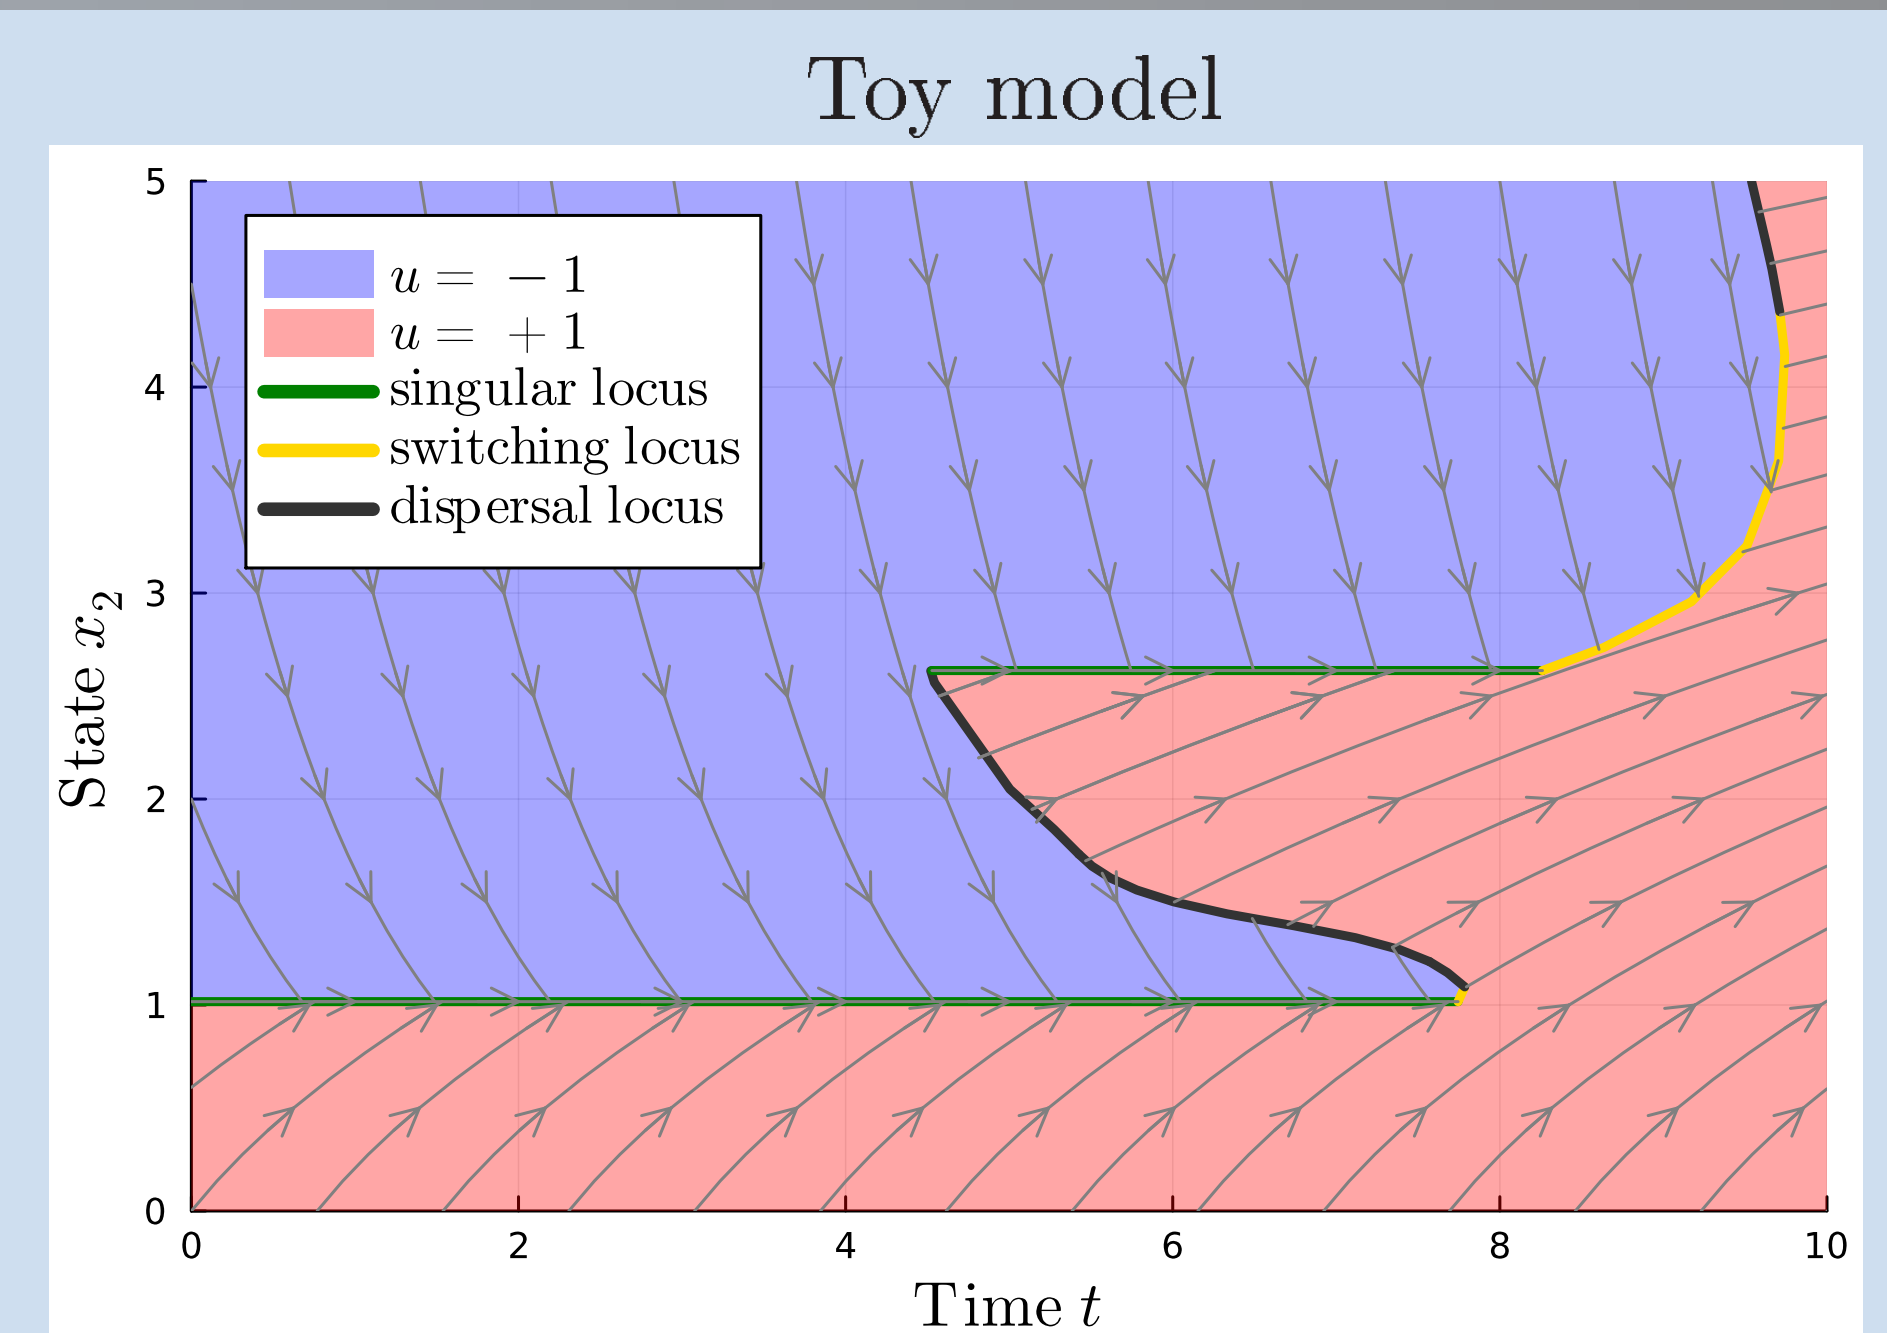 Toy model
5
4
3
2
1
0
u = − 1
u = + 1
singular locus
switching locus
dispersal locus
State x₂
0 2 4 6 8 10
Time t